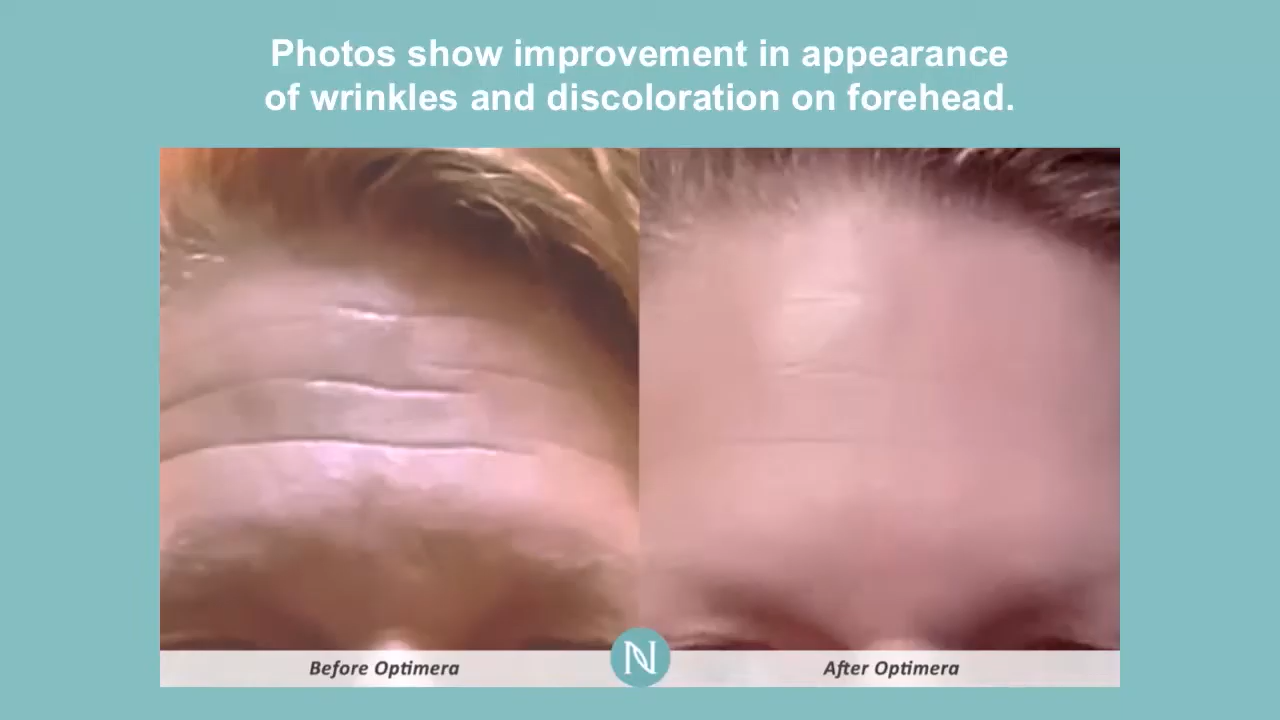 Photos show improvement in appearance
of wrinkles and discoloration on forehead.
Before Optimera
N
After Optimera